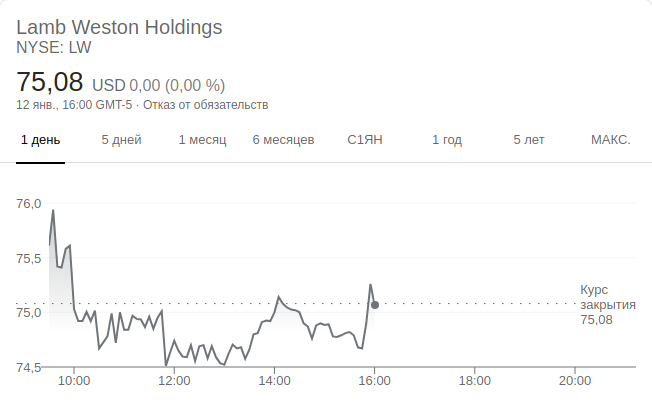 Lamb Weston Holdings
NYSE: LW
75,08 USD 0,00 (0,00 %)
12 янв., 16:00 GMT-5 · Отказ от обязательств
1 день 5 дней 1 месяц 6 месяцев С1ЯН 1 год 5 лет МАКС.
76,0
75,5
75,0
74,5
Курс
закрытия
75,08
10:00 12:00 14:00 16:00 18:00 20:00